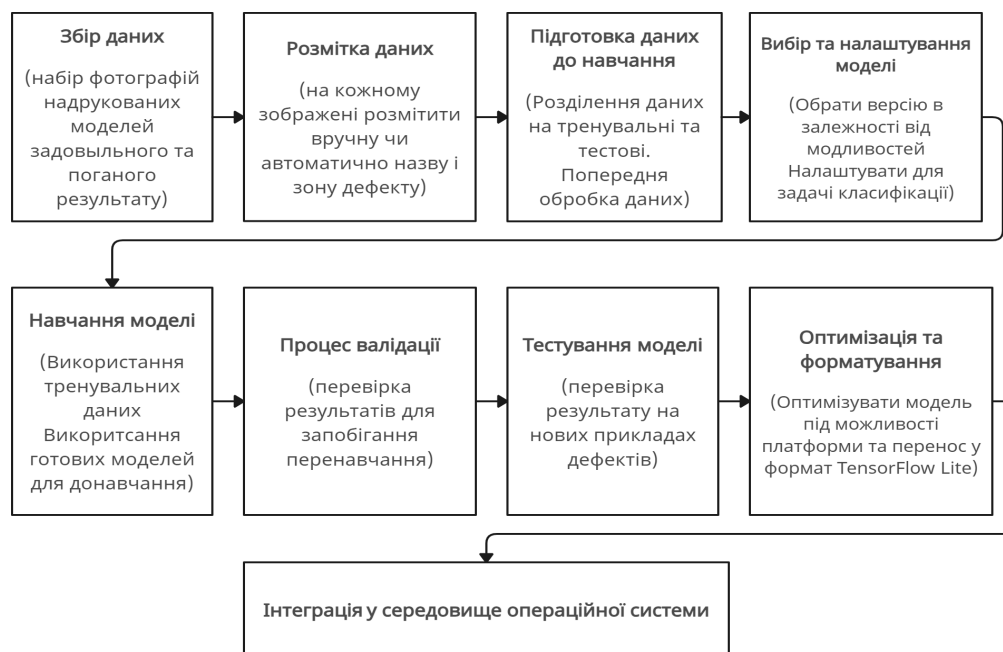 Збір даних
(набір фотографій
надрукованих
моделей
задовыльного та
поганого
результату)
Розмітка даних
(на кожному
зображені розмітити
вручну чи
автоматично назву і
зону дефекту)
Підготовка даних
до навчання
(Розділення даних
на тренувальні та
тестові.
Попередня
обробка даних)
Вибір та налаштування
моделі
(Обрати версію в
залежності від
модливостей
Налаштувати для
задачі класифікації)
Навчання моделі
(Використання
тренувальних
даних
Викоритсання
готових моделей
для донавчання)
Процес валідації
(перевірка
результатів для
запобігання
перенавчання)
Тестування моделі
(перевірка
результату на
нових прикладах
дефектів)
Оптимізація та
форматування
(Оптимізувати модель
під можливості
платформи та перенос у
формат TensorFlow Lite)
Інтеграція у середовище операційної системи